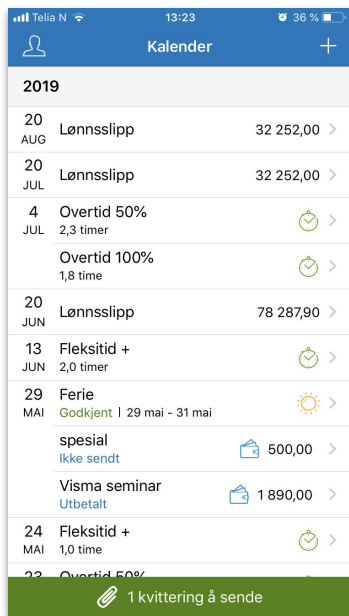 Telia N 13:23 36 %
Kalender
2019
20 AUG Lønnsslipp 32 252,00
20 JUL Lønnsslipp 32 252,00
4 JUL Overtid 50%
2,3 timer
Overtid 100%
1,8 time
20 JUN Lønnsslipp 78 287,90
13 JUN Fleksitid +
2,0 timer
29 MAI Ferie
Godkjent | 29 mai - 31 mai
spesial 500,00
Ikke sendt
Visma seminar 1 890,00
Utbetalt
24 MAI Fleksitid +
1,0 time
23 Overtid 50%
1 kvittering å sende